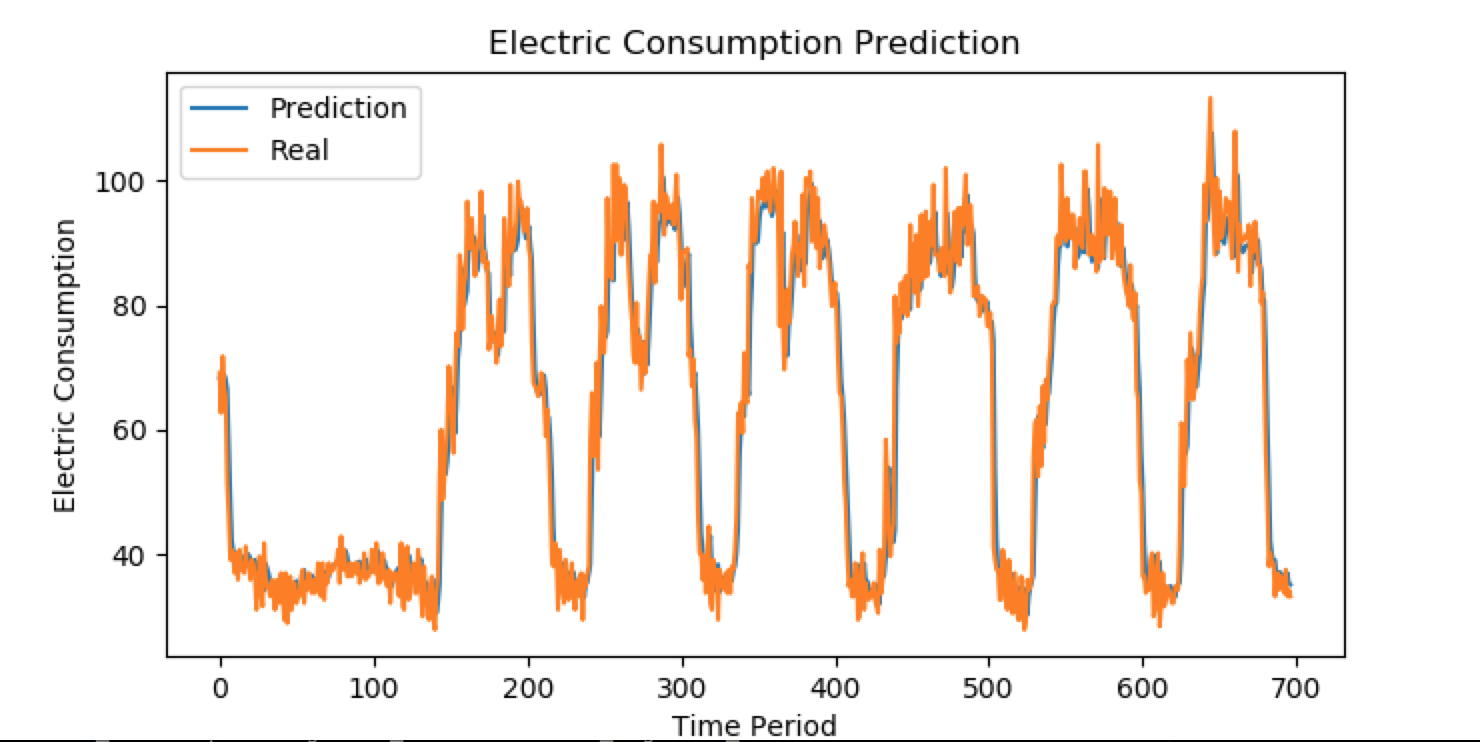 Electric Consumption Prediction
Prediction
Real
100
80
60
40
Electric Consumption
0 100 200 300 400 500 600 700
Time Period